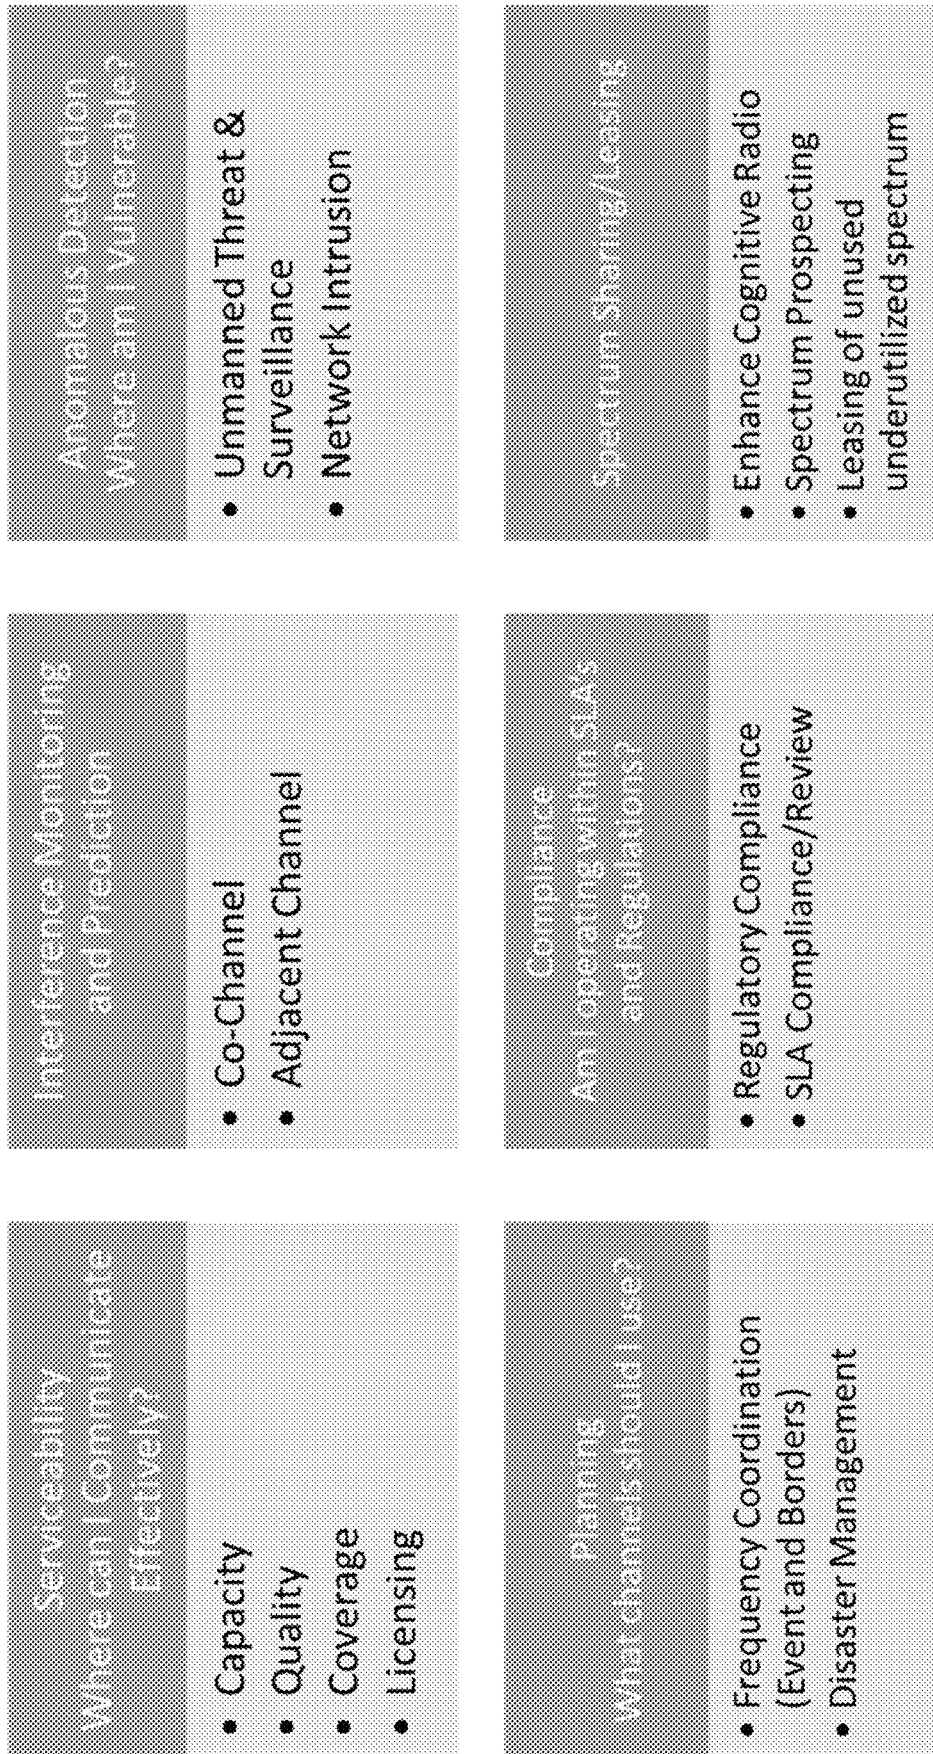 Serviceability
Where can I Communicate
Effectively?
• Capacity
• Quality
• Coverage
• Licensing
Interference Monitoring
and Prediction
• Co-Channel
• Adjacent Channel
Anomalous Detection
Where am I Vulnerable?
• Unmanned Threat &
Surveillance
• Network Intrusion
Planning
What channels should I use?
• Frequency Coordination
(Event and Borders)
• Disaster Management
Compliance
Am I operating within SLA's
and Regulations?
• Regulatory Compliance
• SLA Compliance/Review
Spectrum Sharing/Leasing
• Enhance Cognitive Radio
• Spectrum Prospecting
• Leasing of unused
underutilized spectrum